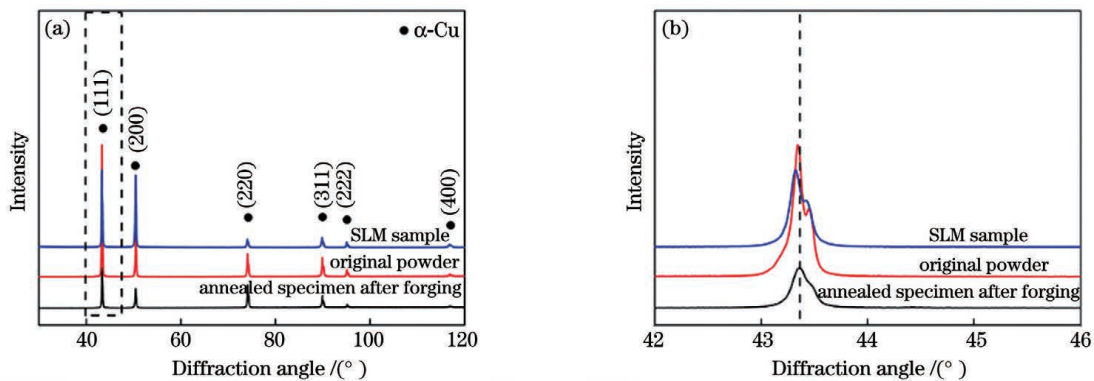 (a)
● α-Cu
(111)
(200)
(220)
(311)
(222)
(400)
SLM sample
original powder
annealed specimen after forging
Intensity
40
60
80
100
120
Diffraction angle /(°)
(b)
SLM sample
original powder
annealed specimen after forging
Intensity
42
43
44
45
46
Diffraction angle /(°)